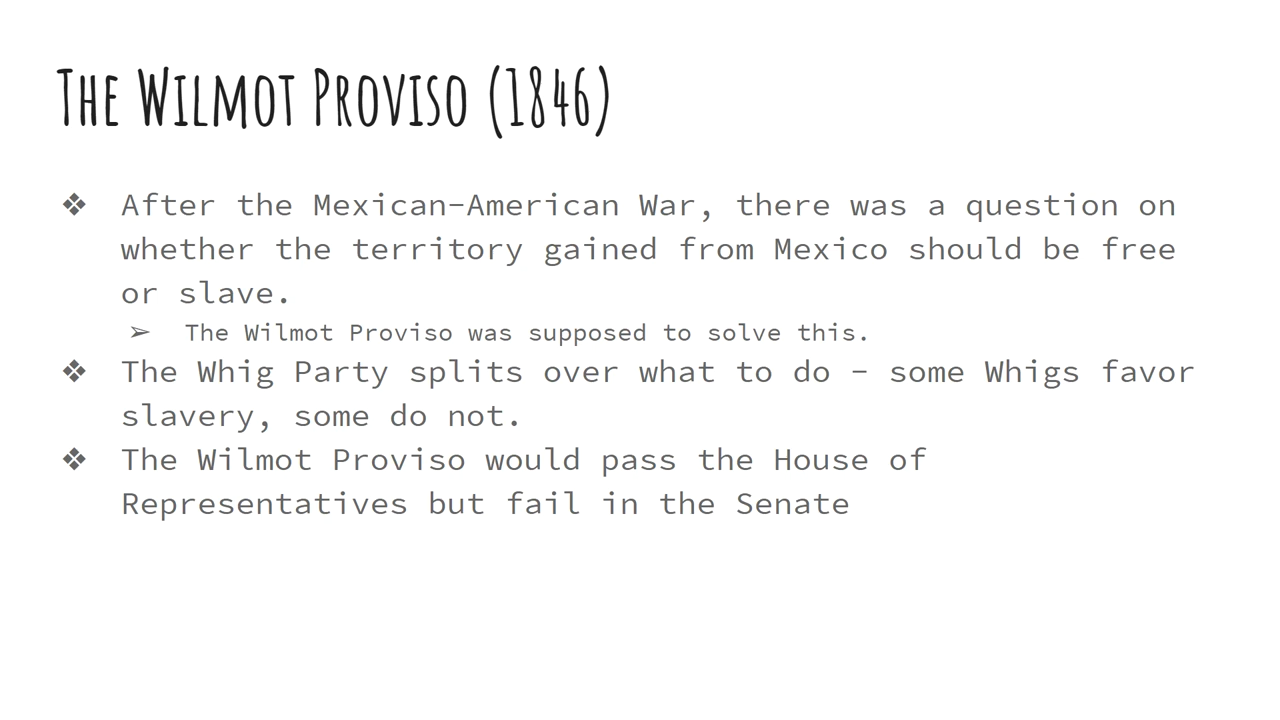 The Wilmot Proviso (1846)
❖ After the Mexican-American War, there was a question on
whether the territory gained from Mexico should be free
or slave.
➢ The Wilmot Proviso was supposed to solve this.
❖ The Whig Party splits over what to do - some Whigs favor
slavery, some do not.
❖ The Wilmot Proviso would pass the House of
Representatives but fail in the Senate